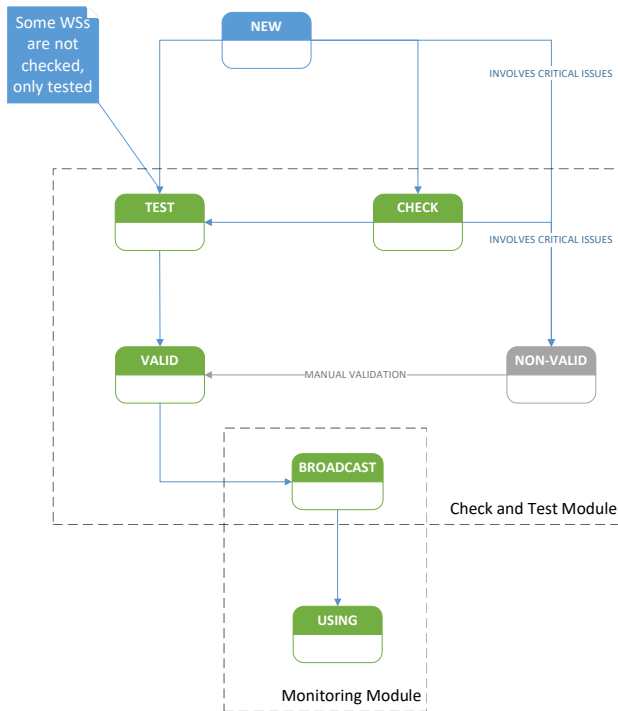 Some WSs
are not
checked,
only tested
NEW
INVOLVES CRITICAL ISSUES
TEST
CHECK
INVOLVES CRITICAL ISSUES
VALID
MANUAL VALIDATION
NON-VALID
BROADCAST
Check and Test Module
USING
Monitoring Module